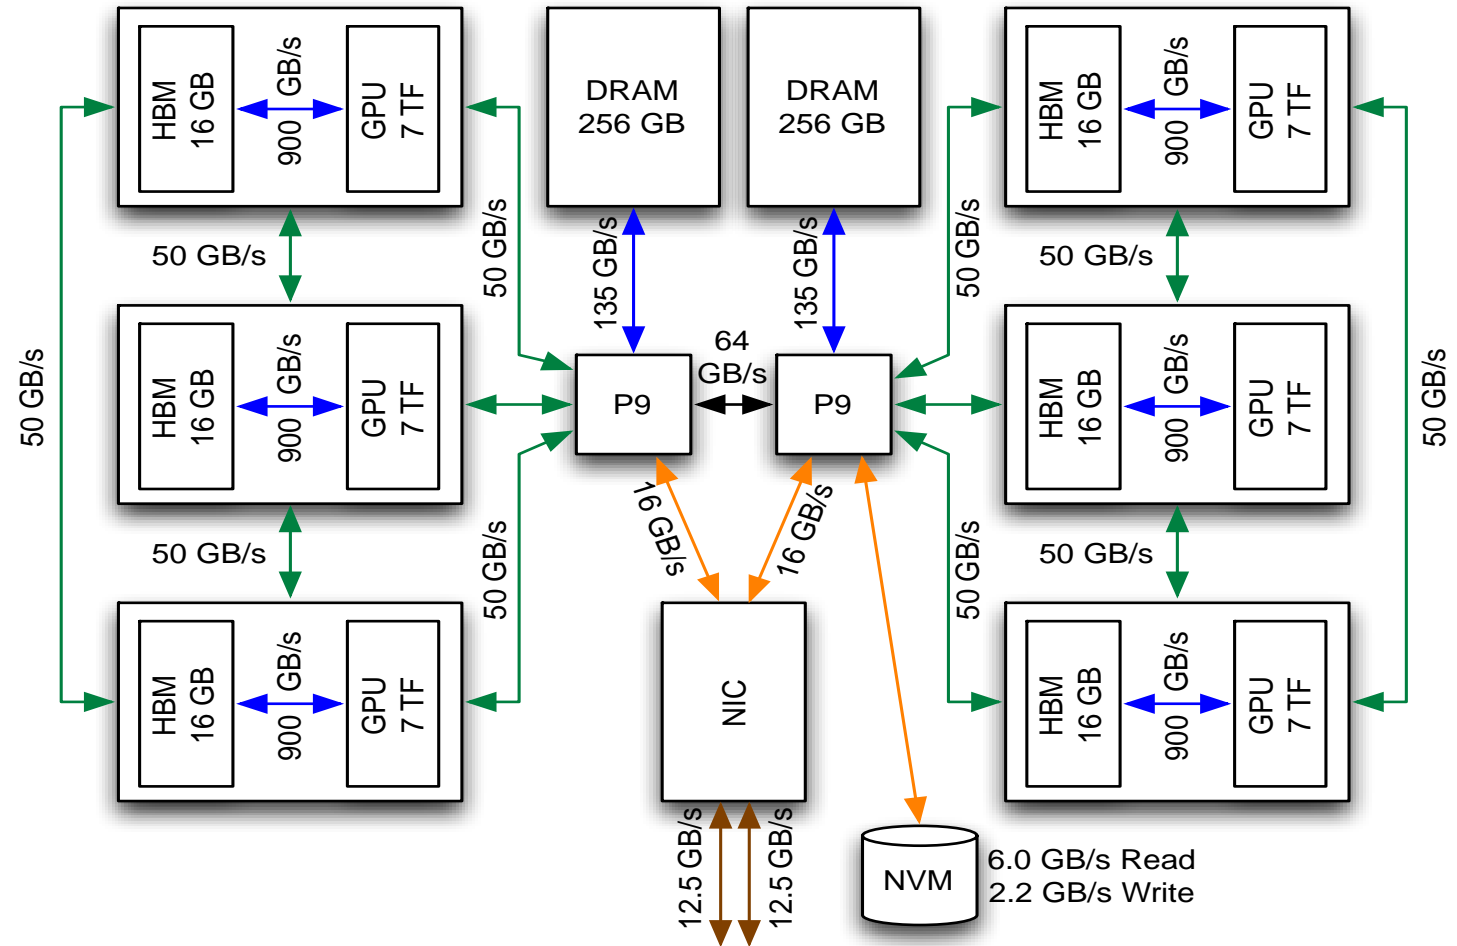 HBM
16 GB
900 GB/s
GPU
7 TF
DRAM
256 GB
DRAM
256 GB
HBM
16 GB
900 GB/s
GPU
7 TF
50 GB/s
50 GB/s
135 GB/s
135 GB/s
50 GB/s
50 GB/s
50 GB/s
HBM
16 GB
900 GB/s
GPU
7 TF
P9
64
GB/s
P9
HBM
16 GB
900 GB/s
GPU
7 TF
50 GB/s
50 GB/s
50 GB/s
16 GB/s
16 GB/s
50 GB/s
50 GB/s
HBM
16 GB
900 GB/s
GPU
7 TF
NIC
HBM
16 GB
900 GB/s
GPU
7 TF
12.5 GB/s
12.5 GB/s
NVM
6.0 GB/s Read
2.2 GB/s Write